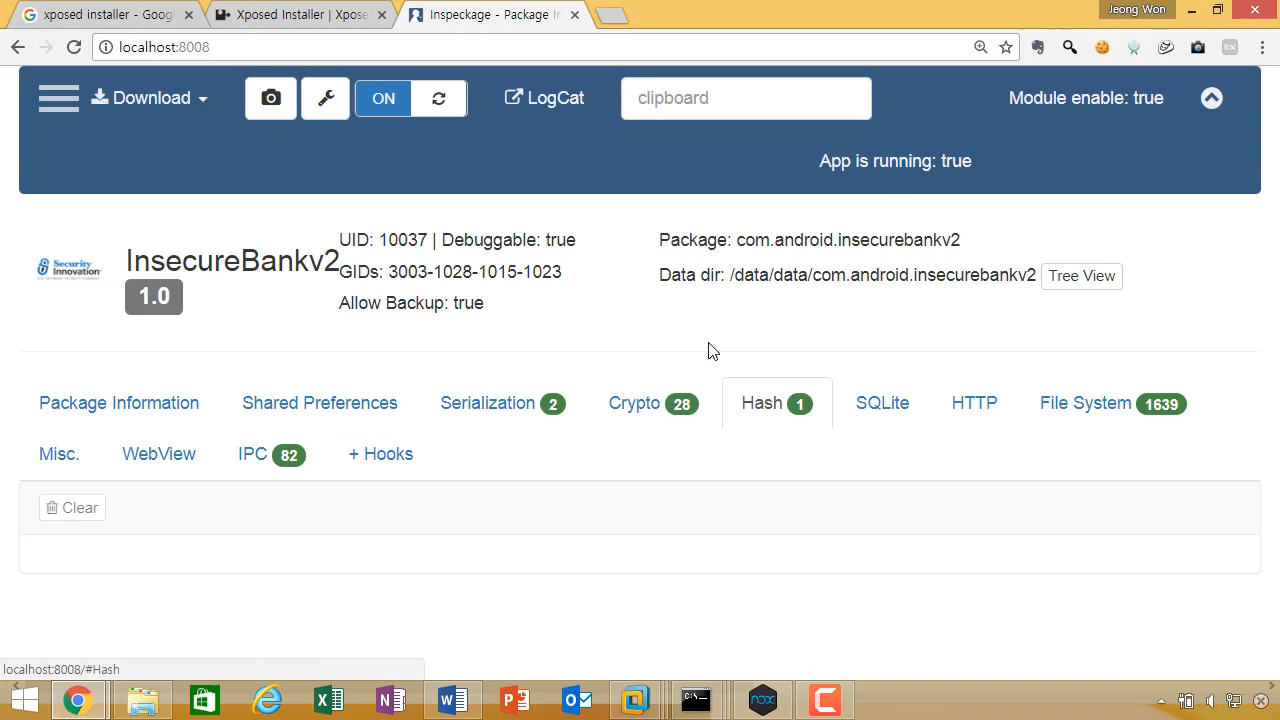 xposed installer - Googl
Xposed Installer | Xpose
Inspeckage - Package In
Jeong Won
localhost:8008
Download
ON
LogCat
clipboard
Module enable: true
App is running: true
Security
Innovation
InsecureBankv2
1.0
UID: 10037 | Debuggable: true
GIDs: 3003-1028-1015-1023
Allow Backup: true
Package: com.android.insecurebankv2
Data dir: /data/data/com.android.insecurebankv2
Tree View
Package Information
Shared Preferences
Serialization 2
Crypto 28
Hash 1
SQLite
HTTP
File System 1639
Misc.
WebView
IPC 82
+ Hooks
Clear
localhost:8008/#Hash